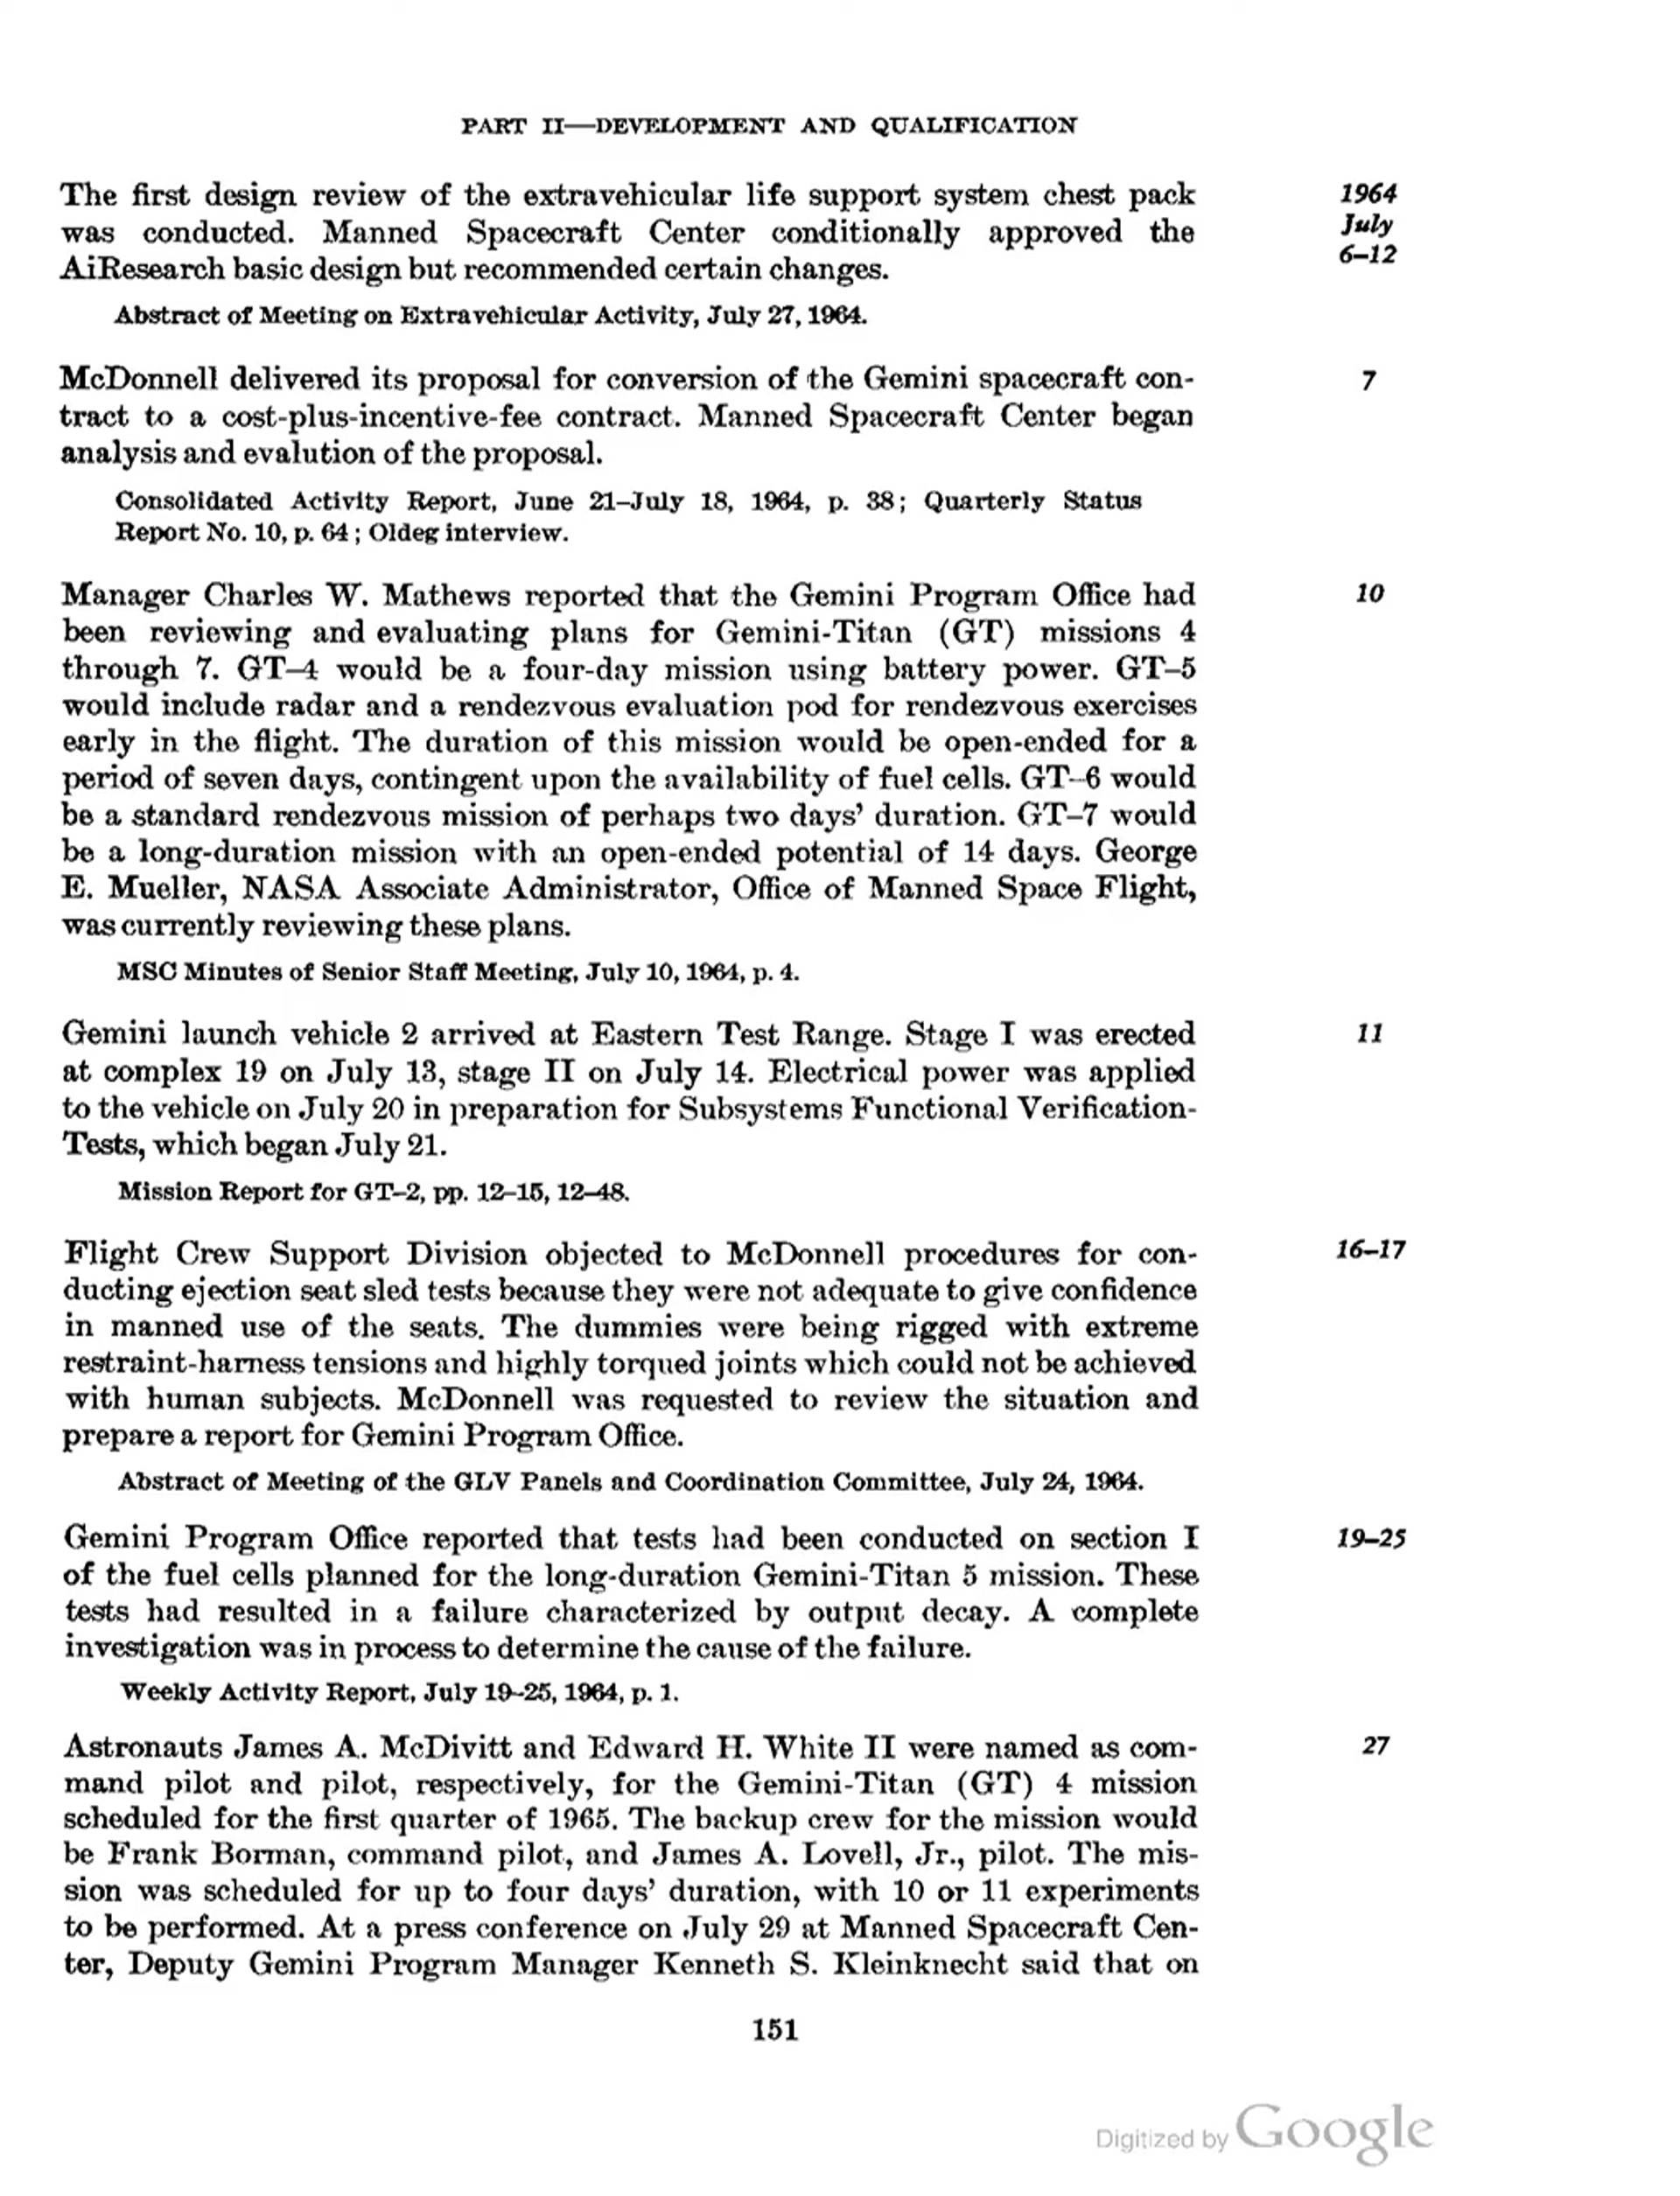 PART II—DEVELOPMENT AND QUALIFICATION
The first design review of the extravehicular life support system chest pack
was conducted. Manned Spacecraft Center conditionally approved the
AiResearch basic design but recommended certain changes.
1964
July
6–12
Abstract of Meeting on Extravehicular Activity, July 27, 1964.
McDonnell delivered its proposal for conversion of the Gemini spacecraft con-
tract to a cost-plus-incentive-fee contract. Manned Spacecraft Center began
analysis and evalution of the proposal.
7
Consolidated Activity Report, June 21–July 18, 1964, p. 38; Quarterly Status
Report No. 10, p. 64; Oldeg interview.
Manager Charles W. Mathews reported that the Gemini Program Office had
been reviewing and evaluating plans for Gemini-Titan (GT) missions 4
through 7. GT–4 would be a four-day mission using battery power. GT–5
would include radar and a rendezvous evaluation pod for rendezvous exercises
early in the flight. The duration of this mission would be open-ended for a
period of seven days, contingent upon the availability of fuel cells. GT–6 would
be a standard rendezvous mission of perhaps two days' duration. GT–7 would
be a long-duration mission with an open-ended potential of 14 days. George
E. Mueller, NASA Associate Administrator, Office of Manned Space Flight,
was currently reviewing these plans.
10
MSC Minutes of Senior Staff Meeting, July 10, 1964, p. 4.
Gemini launch vehicle 2 arrived at Eastern Test Range. Stage I was erected
at complex 19 on July 13, stage II on July 14. Electrical power was applied
to the vehicle on July 20 in preparation for Subsystems Functional Verification-
Tests, which began July 21.
11
Mission Report for GT–2, pp. 12–15, 12–48.
Flight Crew Support Division objected to McDonnell procedures for con-
ducting ejection seat sled tests because they were not adequate to give confidence
in manned use of the seats. The dummies were being rigged with extreme
restraint-harness tensions and highly torqued joints which could not be achieved
with human subjects. McDonnell was requested to review the situation and
prepare a report for Gemini Program Office.
16–17
Abstract of Meeting of the GLV Panels and Coordination Committee, July 24, 1964.
Gemini Program Office reported that tests had been conducted on section I
of the fuel cells planned for the long-duration Gemini-Titan 5 mission. These
tests had resulted in a failure characterized by output decay. A complete
investigation was in process to determine the cause of the failure.
19–25
Weekly Activity Report, July 19–25, 1964, p. 1.
Astronauts James A. McDivitt and Edward H. White II were named as com-
mand pilot and pilot, respectively, for the Gemini-Titan (GT) 4 mission
scheduled for the first quarter of 1965. The backup crew for the mission would
be Frank Borman, command pilot, and James A. Lovell, Jr., pilot. The mis-
sion was scheduled for up to four days' duration, with 10 or 11 experiments
to be performed. At a press conference on July 29 at Manned Spacecraft Cen-
ter, Deputy Gemini Program Manager Kenneth S. Kleinknecht said that on
27
151
Digitized by Google